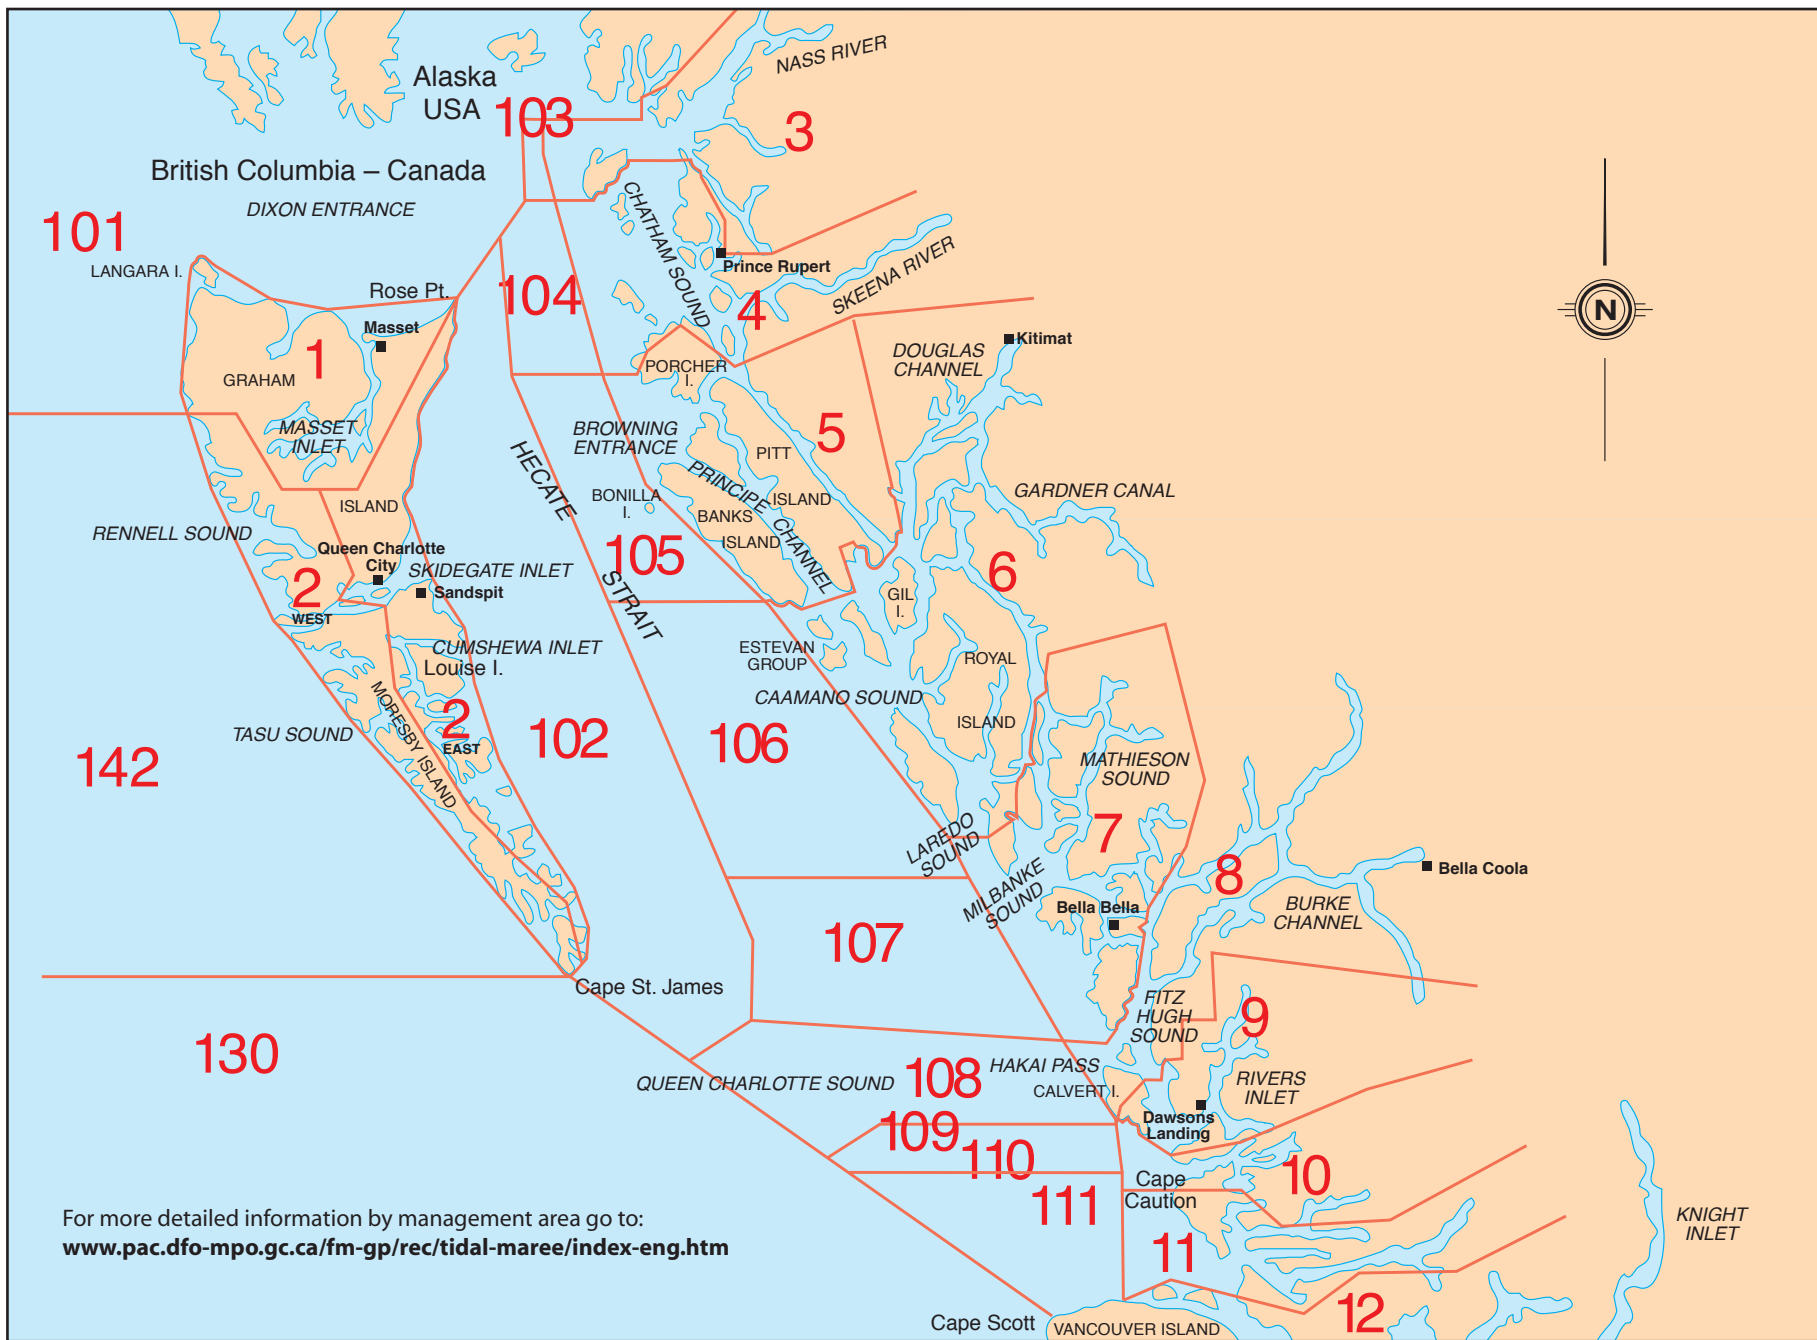 NASS RIVER
Alaska
USA
103
3
British Columbia – Canada
DIXON ENTRANCE
101
LANGARA I.
CHATHAM SOUND
Prince Rupert
SKEENA RIVER
N
Rose Pt.
104
4
Masset
1
GRAHAM
PORCHER
I.
DOUGLAS
CHANNEL
Kitimat
MASSET
INLET
BROWNING
ENTRANCE
5
PITT
ISLAND
HECATE
STRAIT
PRINCIPE CHANNEL
GARDNER CANAL
ISLAND
BONILLA
I.
BANKS
ISLAND
RENNELL SOUND
Queen Charlotte
City
SKIDEGATE INLET
105
6
2
WEST
Sandspit
GIL
I.
CUMSHEWA INLET
Louise I.
ESTEVAN
GROUP
ROYAL
ISLAND
CAAMANO SOUND
MORESBY ISLAND
TASU SOUND
2
EAST
102
106
142
MATHIESON
SOUND
7
LAREDO
SOUND
MILBANKE
SOUND
8
Bella Coola
Bella Bella
BURKE
CHANNEL
107
Cape St. James
FITZ
HUGH
SOUND
9
130
QUEEN CHARLOTTE SOUND
108
HAKAI PASS
CALVERT I.
RIVERS
INLET
Dawsons
Landing
109
110
111
Cape
Caution
10
KNIGHT
INLET
11
12
For more detailed information by management area go to:
www.pac.dfo-mpo.gc.ca/fm-gp/rec/tidal-maree/index-eng.htm
Cape Scott
VANCOUVER ISLAND